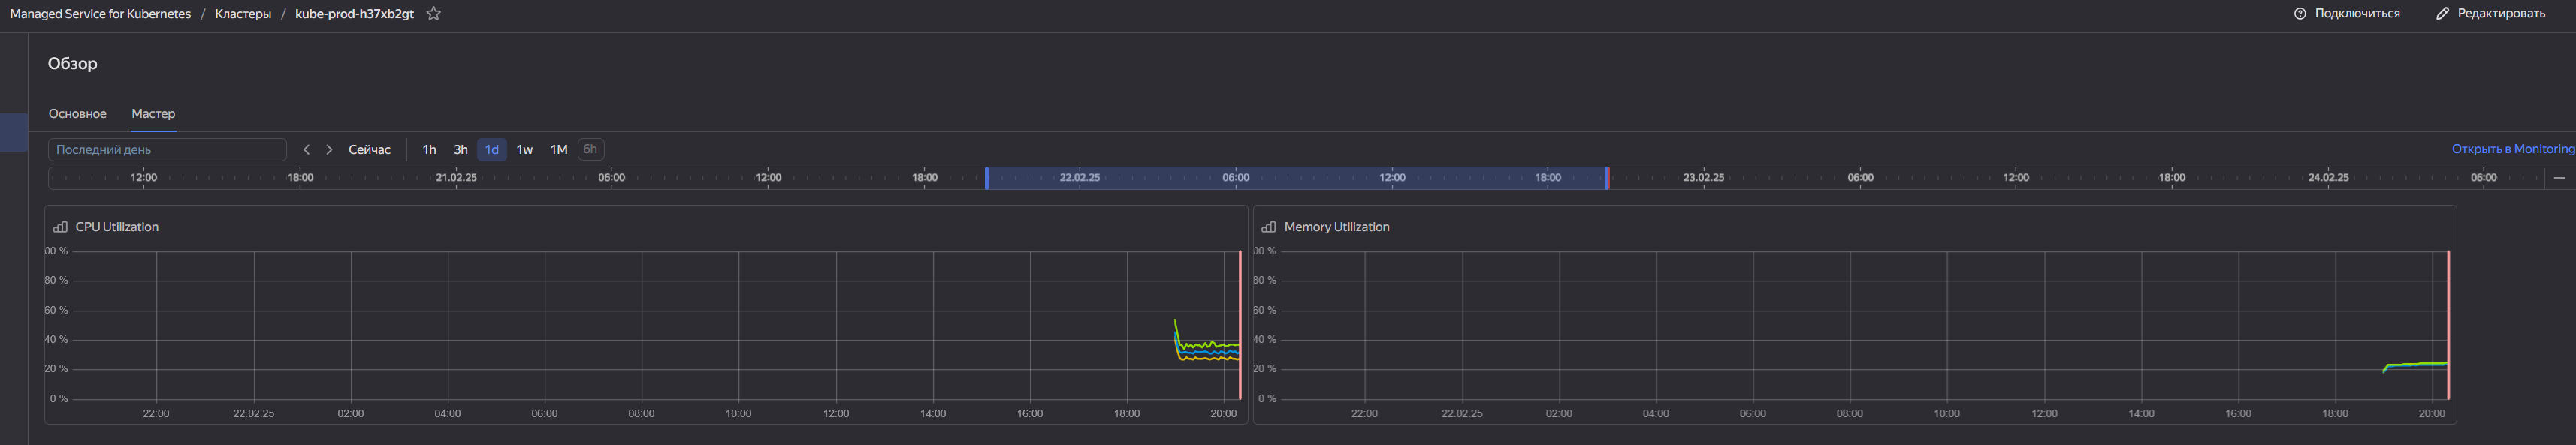 Managed Service for Kubernetes / Кластеры / kube-prod-h37xb2gt
Подключиться Редактировать
Обзор
Основное Мастер
Последний день Сейчас 1h 3h 1d 1w 1M 6h Открыть в Monitoring
12:00 18:00 21.02.25 06:00 12:00 18:00 22.02.25 06:00 12:00 18:00 23.02.25 06:00 12:00 18:00 24.02.25 06:00
CPU Utilization
00 %
80 %
60 %
40 %
20 %
0 %
22:00 22.02.25 02:00 04:00 06:00 08:00 10:00 12:00 14:00 16:00 18:00 20:00
Memory Utilization
00 %
80 %
60 %
40 %
20 %
0 %
22:00 22.02.25 02:00 04:00 06:00 08:00 10:00 12:00 14:00 16:00 18:00 20:00